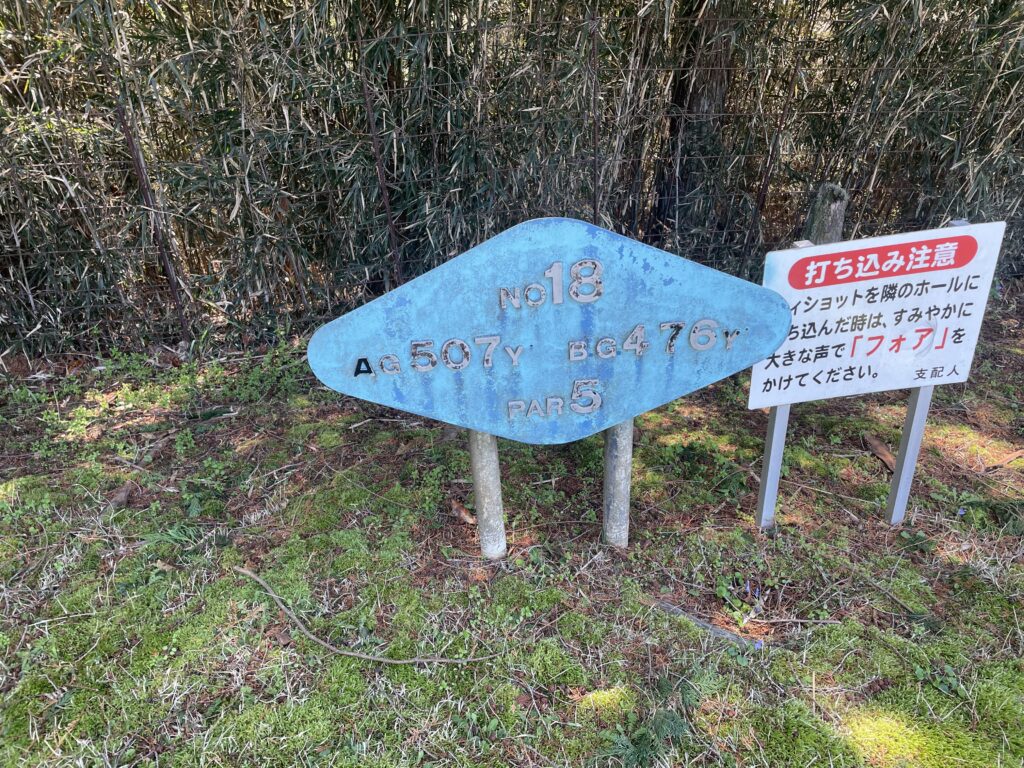 NO18
AG507Y BG476Y
PAR5
打ち込み注意
ィショットを隣のホールに
ち込んだ時は、すみやかに
大きな声で「フォア」を
かけてください。
支配人